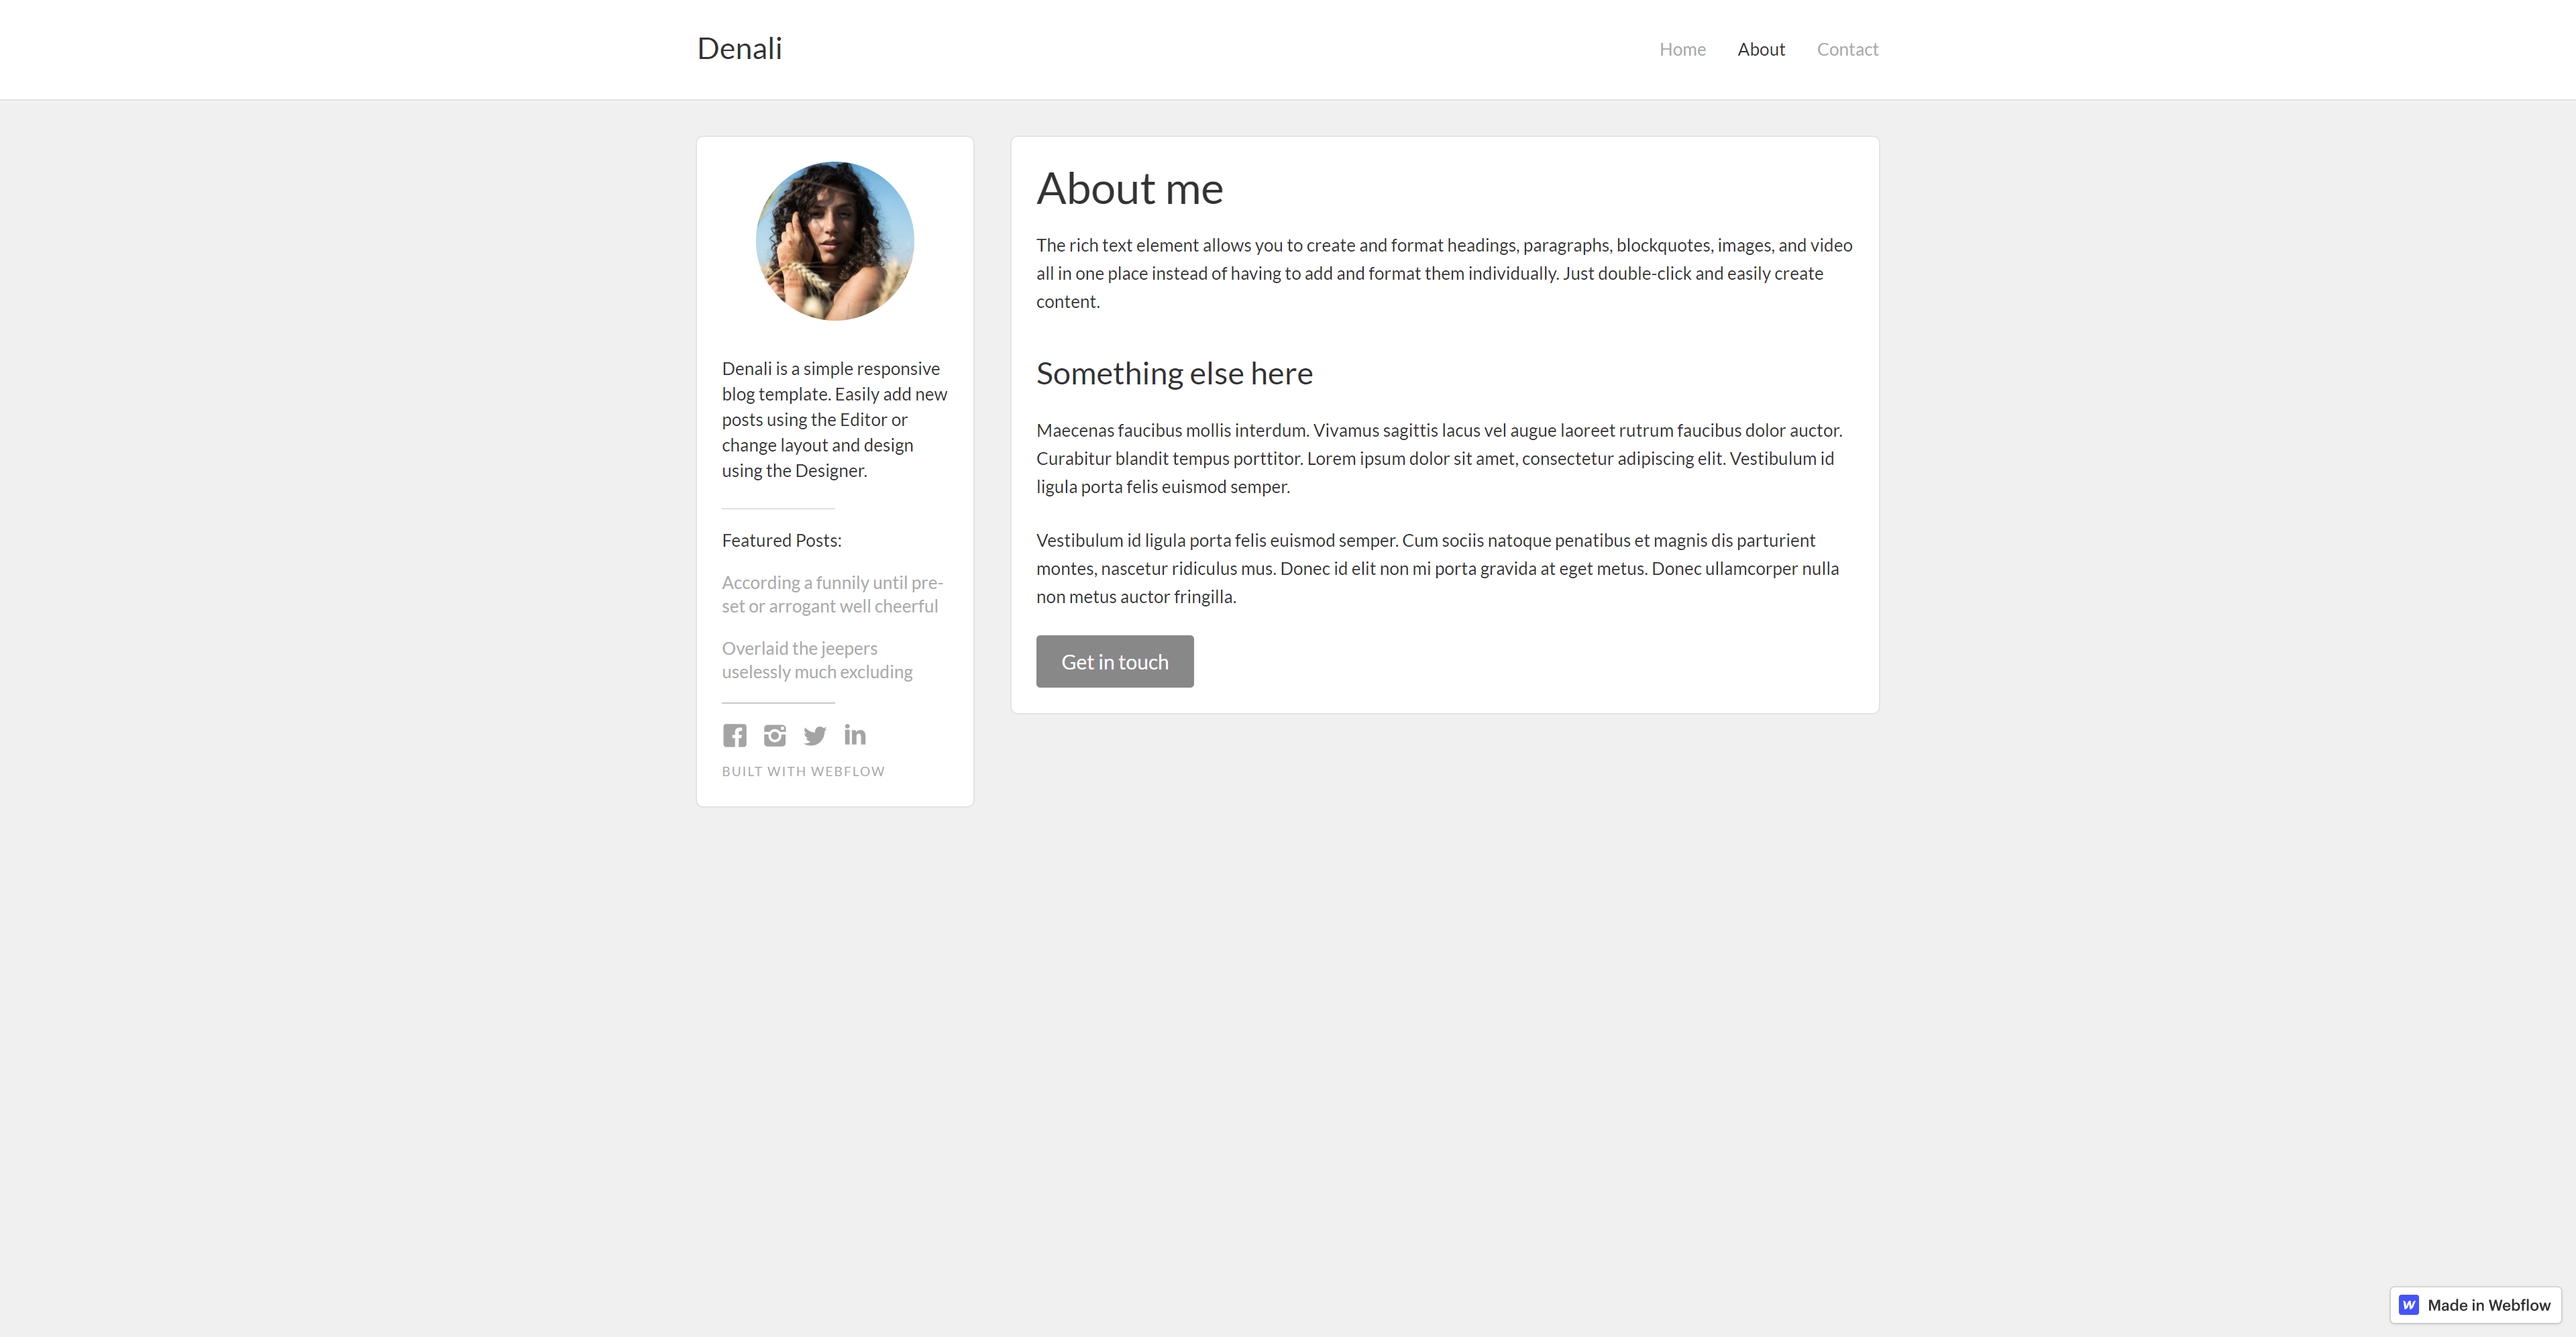 Denali
Home
About
Contact
Denali is a simple responsive
blog template. Easily add new
posts using the Editor or
change layout and design
using the Designer.
Featured Posts:
According a funnily until pre-
set or arrogant well cheerful
Overlaid the jeepers
uselessly much excluding
in
BUILT WITH WEBFLOW
About me
The rich text element allows you to create and format headings, paragraphs, blockquotes, images, and video
all in one place instead of having to add and format them individually. Just double-click and easily create
content.
Something else here
Maecenas faucibus mollis interdum. Vivamus sagittis lacus vel augue laoreet rutrum faucibus dolor auctor.
Curabitur blandit tempus porttitor. Lorem ipsum dolor sit amet, consectetur adipiscing elit. Vestibulum id
ligula porta felis euismod semper.
Vestibulum id ligula porta felis euismod semper. Cum sociis natoque penatibus et magnis dis parturient
montes, nascetur ridiculus mus. Donec id elit non mi porta gravida at eget metus. Donec ullamcorper nulla
non metus auctor fringilla.
Get in touch
Made in Webflow